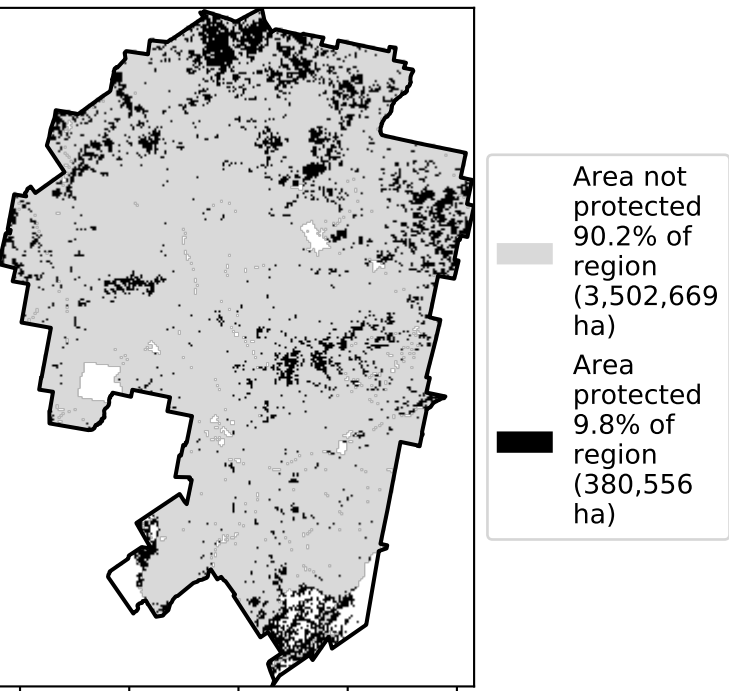 Area not
protected
90.2% of
region
(3,502,669
ha)
Area
protected
9.8% of
region
(380,556
ha)